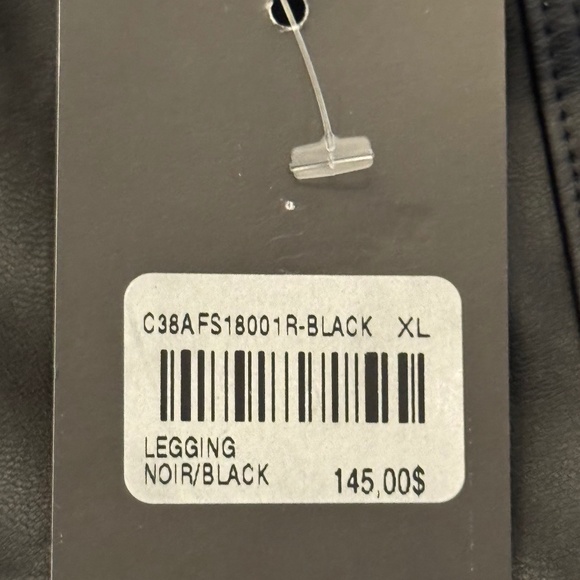 C38AFS18001R-BLACK XL
LEGGING
NOIR/BLACK 145,00$